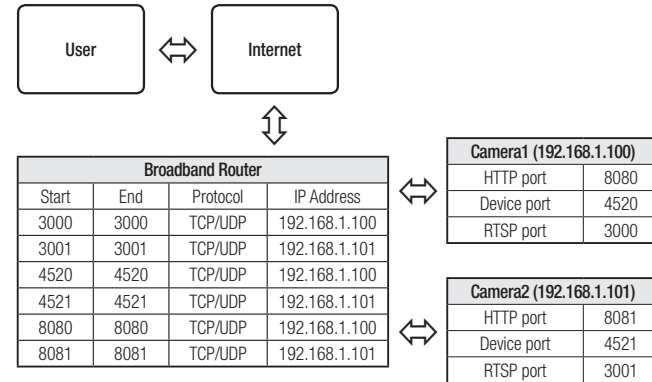 User
Internet
Broadband Router
Start End Protocol IP Address
3000 3000 TCP/UDP 192.168.1.100
3001 3001 TCP/UDP 192.168.1.101
4520 4520 TCP/UDP 192.168.1.100
4521 4521 TCP/UDP 192.168.1.101
8080 8080 TCP/UDP 192.168.1.100
8081 8081 TCP/UDP 192.168.1.101
Camera1 (192.168.1.100)
HTTP port 8080
Device port 4520
RTSP port 3000
Camera2 (192.168.1.101)
HTTP port 8081
Device port 4521
RTSP port 3001